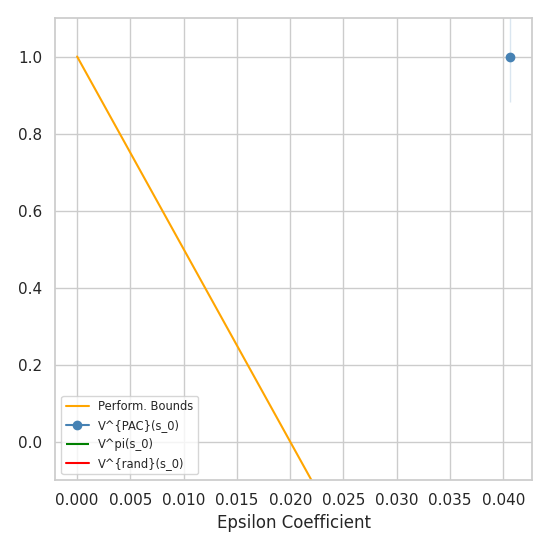 1.0
0.8
0.6
0.4
0.2
0.0
Perform. Bounds
V^{PAC}(s_0)
V^pi(s_0)
V^{rand}(s_0)
0.000 0.005 0.010 0.015 0.020 0.025 0.030 0.035 0.040
Epsilon Coefficient